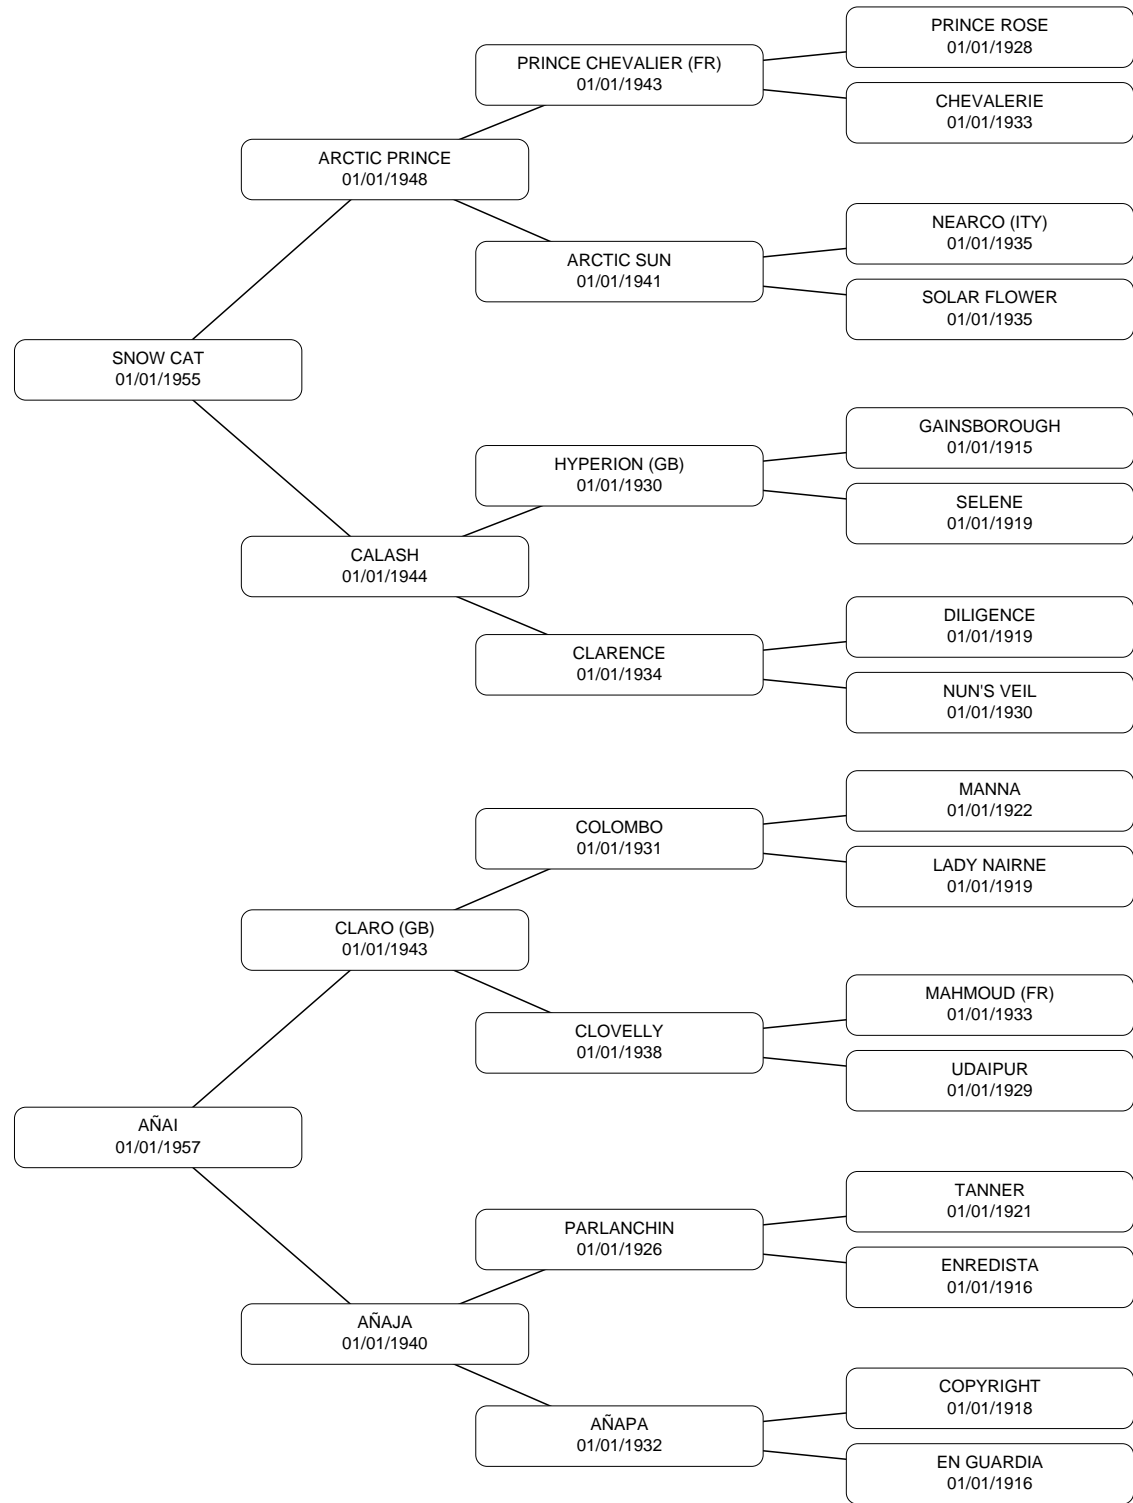 PRINCE ROSE
01/01/1928
PRINCE CHEVALIER (FR)
01/01/1943
CHEVALERIE
01/01/1933
ARCTIC PRINCE
01/01/1948
NEARCO (ITY)
01/01/1935
ARCTIC SUN
01/01/1941
SOLAR FLOWER
01/01/1935
SNOW CAT
01/01/1955
GAINSBOROUGH
01/01/1915
HYPERION (GB)
01/01/1930
SELENE
01/01/1919
CALASH
01/01/1944
DILIGENCE
01/01/1919
CLARENCE
01/01/1934
NUN'S VEIL
01/01/1930
MANNA
01/01/1922
COLOMBO
01/01/1931
LADY NAIRNE
01/01/1919
CLARO (GB)
01/01/1943
MAHMOUD (FR)
01/01/1933
CLOVELLY
01/01/1938
UDAIPUR
01/01/1929
AÑAI
01/01/1957
TANNER
01/01/1921
PARLANCHIN
01/01/1926
ENREDISTA
01/01/1916
AÑAJA
01/01/1940
COPYRIGHT
01/01/1918
AÑAPA
01/01/1932
EN GUARDIA
01/01/1916